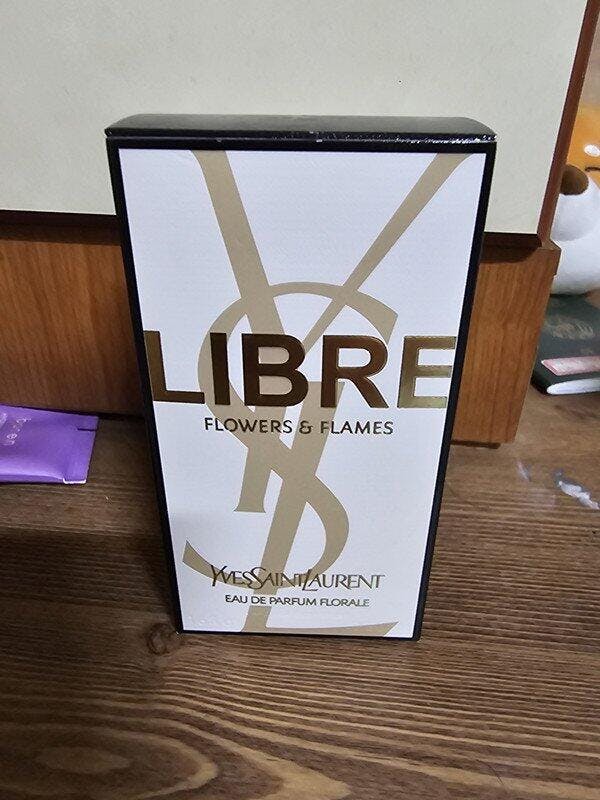 LIBRE
FLOWERS & FLAMES
YVESSAINTLAURENT
EAU DE PARFUM FLORALE